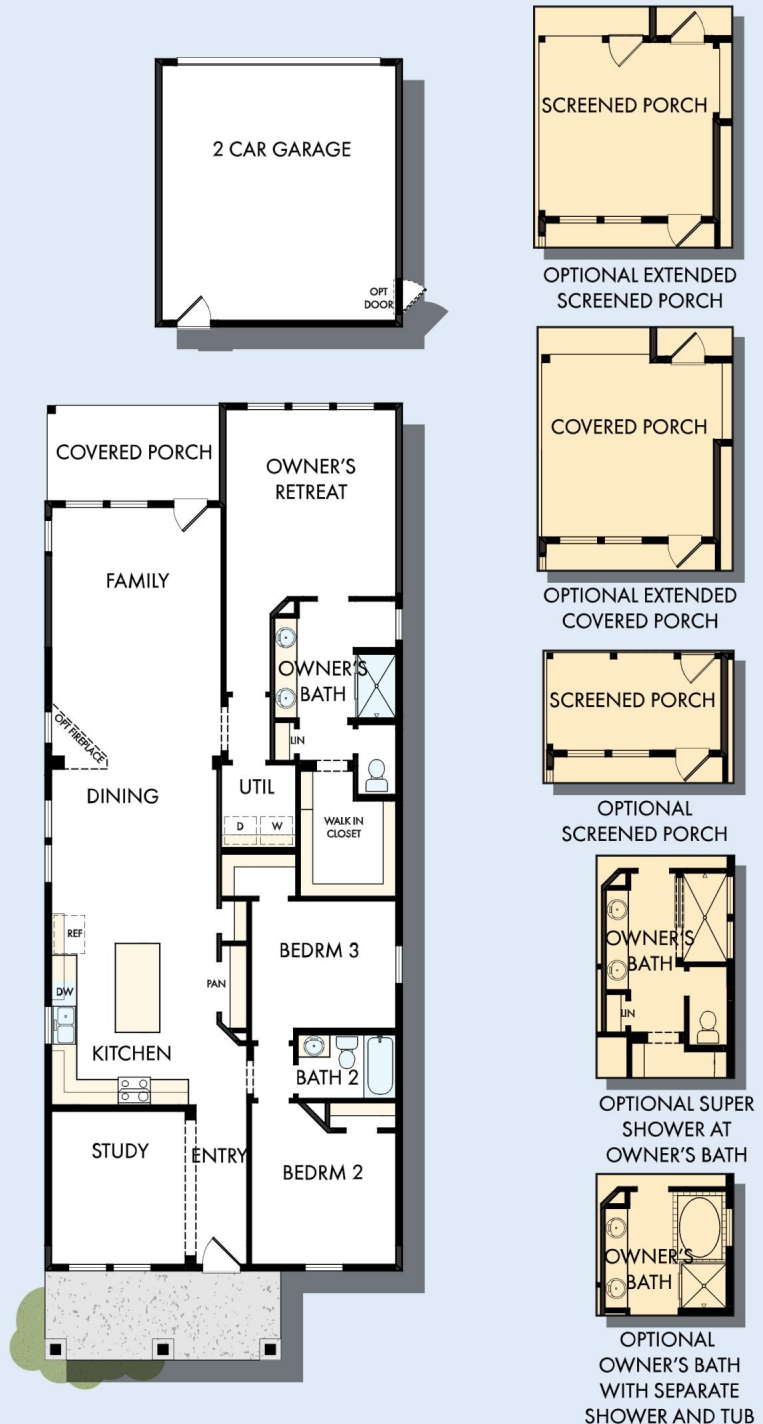 2 CAR GARAGE
OPT
DOOR
COVERED PORCH
OWNER'S
RETREAT
FAMILY
OWNER'S
BATH
OPT FIREPLACE
LIN
DINING
UTIL
D
W
WALK IN
CLOSET
REF
BEDRM 3
PAN
DW
KITCHEN
BATH 2
STUDY
ENTRY
BEDRM 2
SCREENED PORCH
OPTIONAL EXTENDED
SCREENED PORCH
COVERED PORCH
OPTIONAL EXTENDED
COVERED PORCH
SCREENED PORCH
OPTIONAL
SCREENED PORCH
OWNER'S
BATH
LIN
OPTIONAL SUPER
SHOWER AT
OWNER'S BATH
OWNER'S
BATH
OPTIONAL
OWNER'S BATH
WITH SEPARATE
SHOWER AND TUB